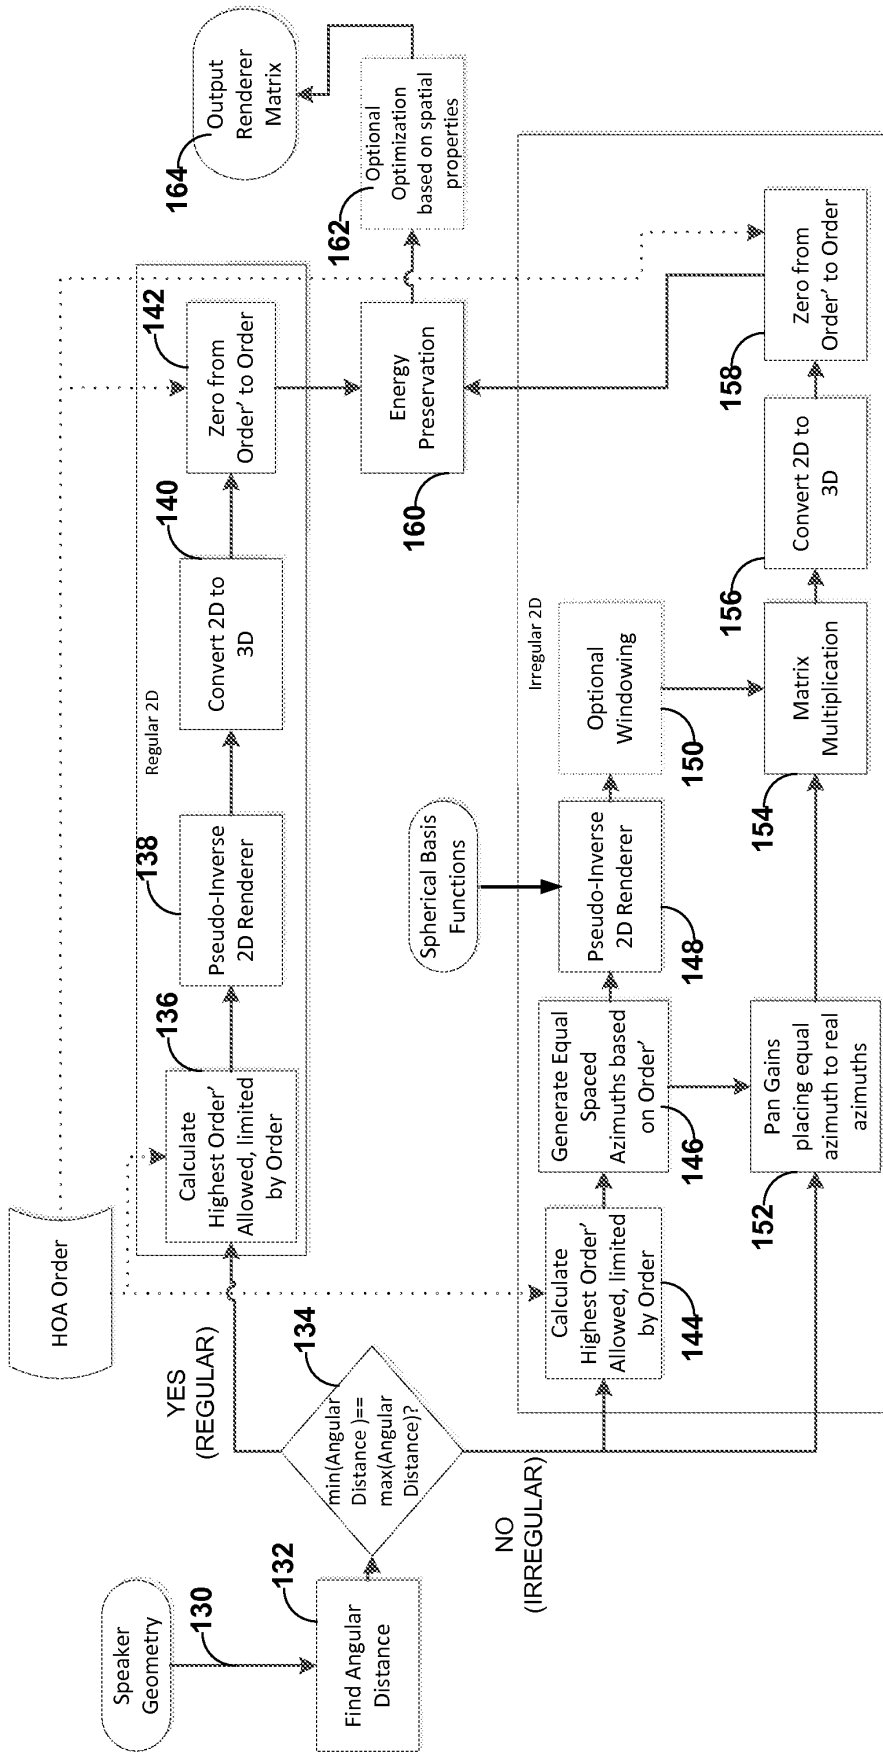 Speaker
Geometry
130
Find Angular
Distance
132
min(Angular
Distance )==
max(Angular
Distance)?
134
YES
(REGULAR)
NO
(IRREGULAR)
HOA Order
Regular 2D
Calculate
Highest Order'
Allowed, limited
by Order
136
Pseudo-Inverse
2D Renderer
138
Convert 2D to
3D
140
Zero from
Order' to Order
142
Irregular 2D
Calculate
Highest Order'
Allowed, limited
by Order
144
Generate Equal
Spaced
Azimuths based
on Order'
146
Spherical Basis
Functions
Pseudo-Inverse
2D Renderer
148
Optional
Windowing
150
Pan Gains
placing equal
azimuth to real
azimuths
152
Matrix
Multiplication
154
Convert 2D to
3D
156
Zero from
Order' to Order
158
Energy
Preservation
160
Optional
Optimization
based on spatial
properties
162
Output
Renderer
Matrix
164